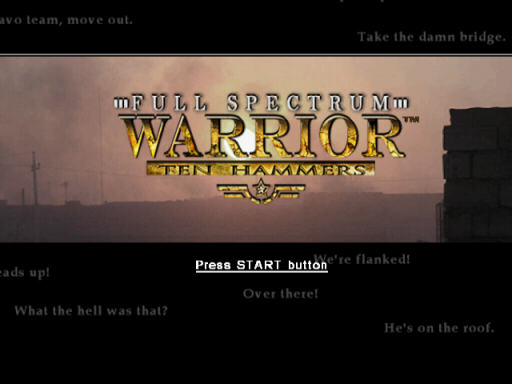 avo team, move out.
Take the damn bridge.
FULL SPECTRUM
WARRIOR™
TEN HAMMERS
Press START button
We're flanked!
eads up!
Over there!
What the hell was that?
He's on the roof.